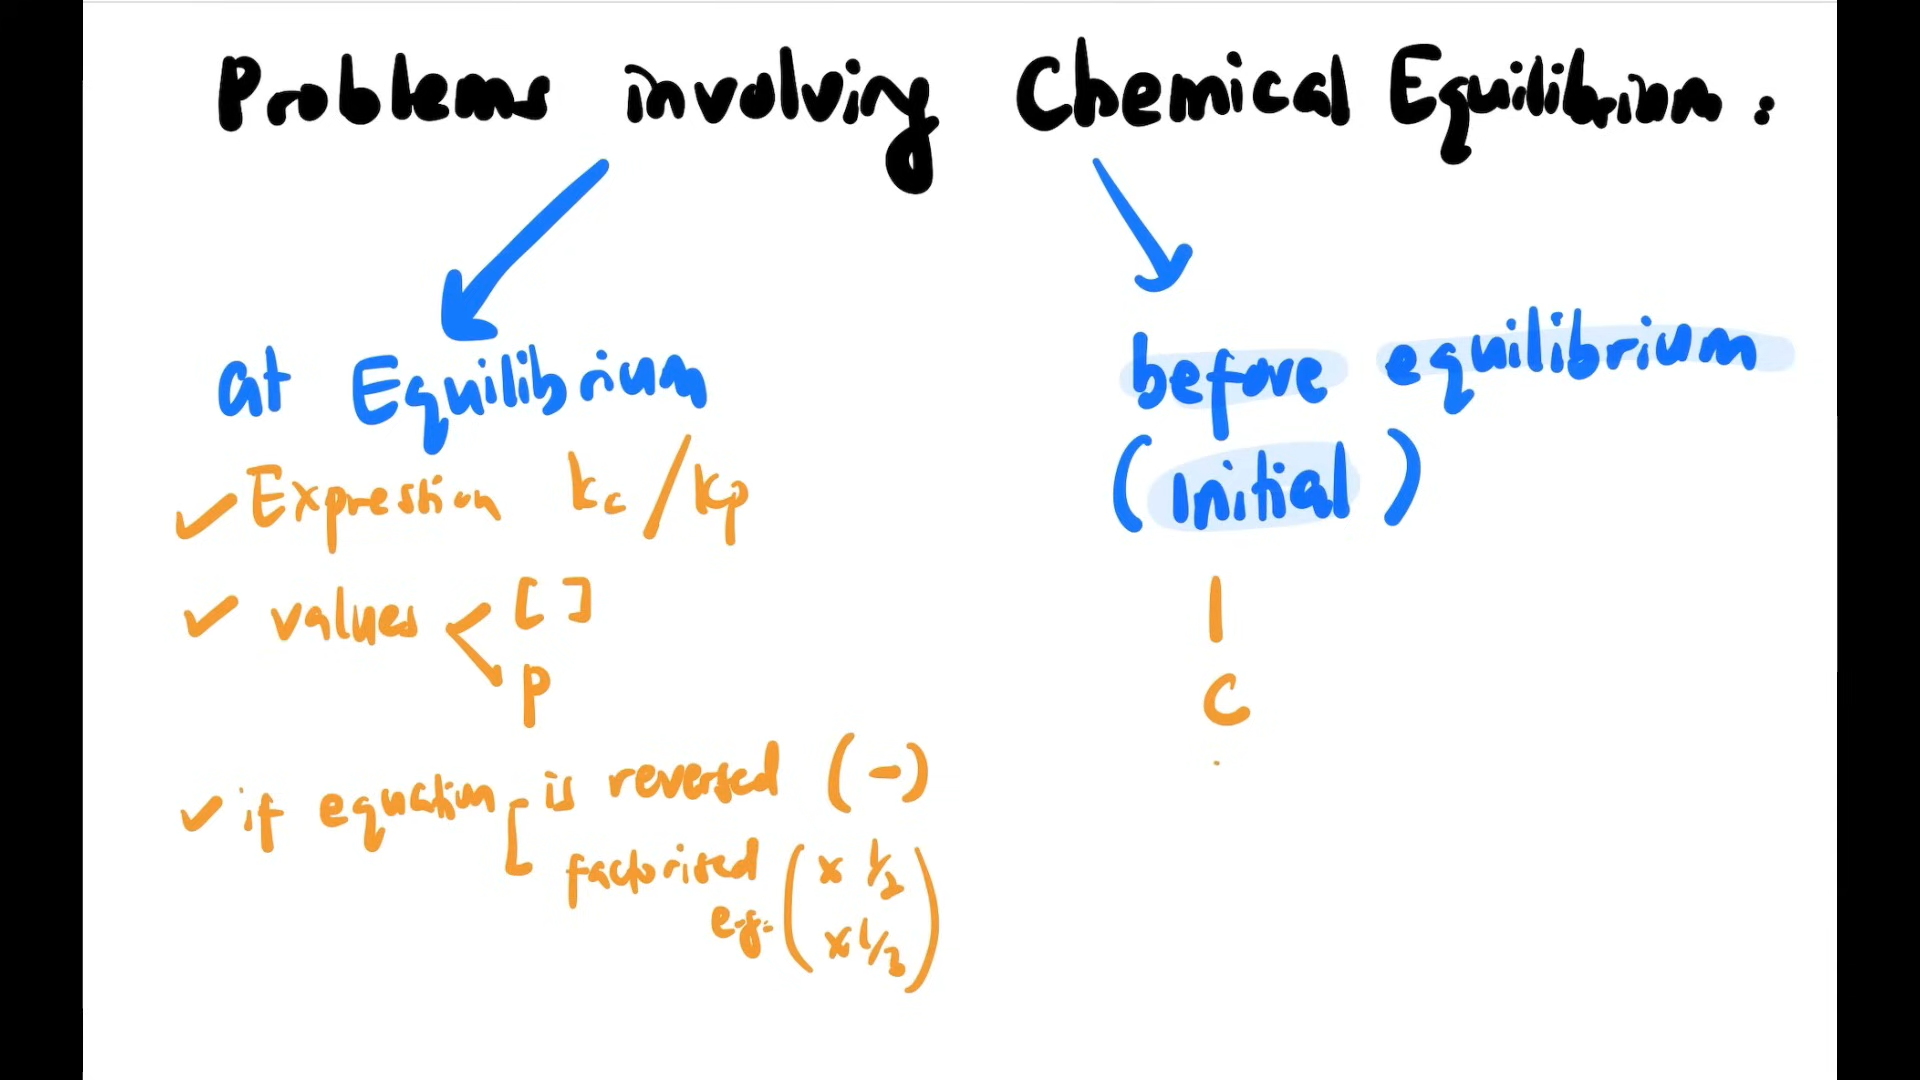 Problems involving Chemical Equilibrium :
at Equilibrium
✓ Expression kc/kp
✓ values < [ ]
p
✓ if equation is reversed (-)
factorised
e.g. (x 1/2
x 1/3)
before equilibrium
(initial)
I
C